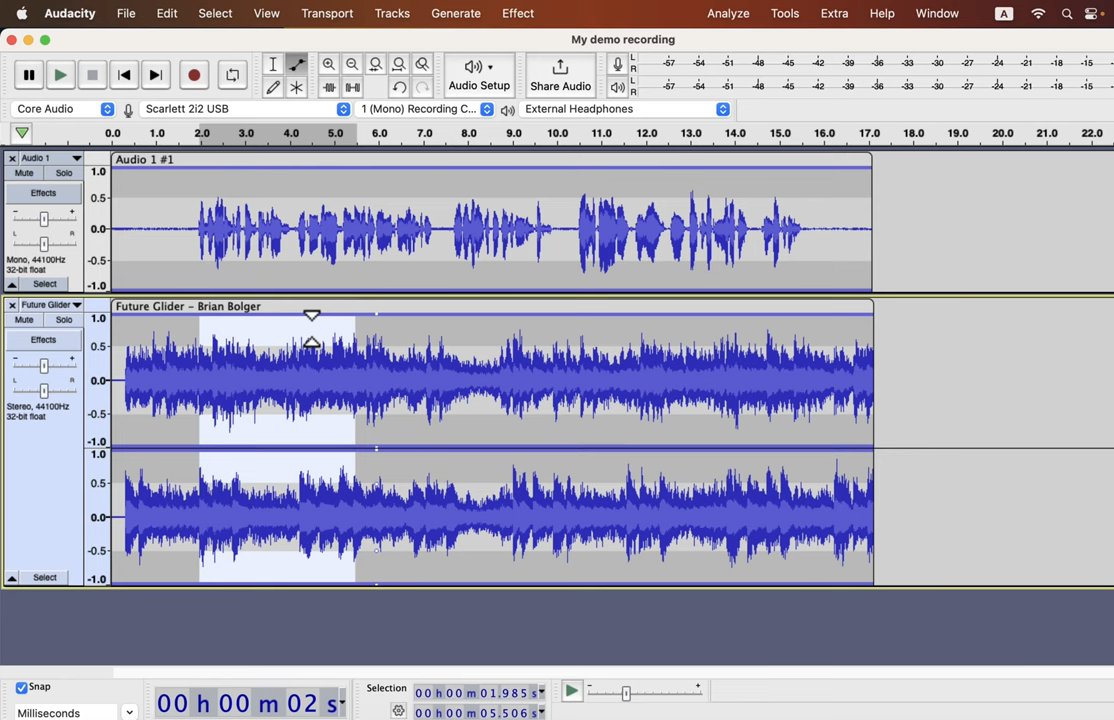 Audacity File Edit Select View Transport Tracks Generate Effect Analyze Tools Extra Help Window A
My demo recording
Audio Setup Share Audio
L -57 -54 -51 -48 -45 -42 -39 -36 -33 -30 -27 -24 -21 -18 -15
R
L -57 -54 -51 -48 -45 -42 -39 -36 -33 -30 -27 -24 -21 -18 -15
R
Core Audio Scarlett 2i2 USB 1 (Mono) Recording C... External Headphones
0.0 1.0 2.0 3.0 4.0 5.0 6.0 7.0 8.0 9.0 10.0 11.0 12.0 13.0 14.0 15.0 16.0 17.0 18.0 19.0 20.0 21.0 22.0
Audio 1 Audio 1 #1
Mute Solo 1.0
Effects 0.5
- +
L R 0.0
Mono, 44100Hz -0.5
32-bit float
Select -1.0
Future Glider Future Glider – Brian Bolger
Mute Solo 1.0
Effects 0.5
- +
L R 0.0
Stereo, 44100Hz -0.5
32-bit float
-1.0
1.0
0.5
0.0
-0.5
Select -1.0
Snap
Milliseconds
00 h 00 m 02 s
Selection 00 h 00 m 01.985 s
00 h 00 m 05.506 s
- +